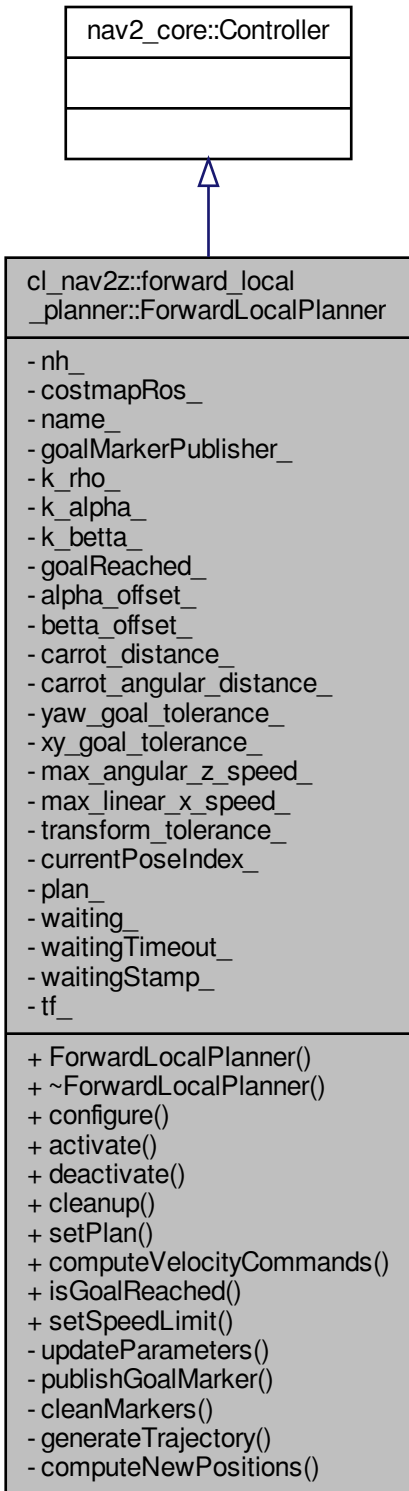 nav2_core::Controller
cl_nav2z::forward_local
_planner::ForwardLocalPlanner
- nh_
- costmapRos_
- name_
- goalMarkerPublisher_
- k_rho_
- k_alpha_
- k_betta_
- goalReached_
- alpha_offset_
- betta_offset_
- carrot_distance_
- carrot_angular_distance_
- yaw_goal_tolerance_
- xy_goal_tolerance_
- max_angular_z_speed_
- max_linear_x_speed_
- transform_tolerance_
- currentPoseIndex_
- plan_
- waiting_
- waitingTimeout_
- waitingStamp_
- tf_
+ ForwardLocalPlanner()
+ ~ForwardLocalPlanner()
+ configure()
+ activate()
+ deactivate()
+ cleanup()
+ setPlan()
+ computeVelocityCommands()
+ isGoalReached()
+ setSpeedLimit()
- updateParameters()
- publishGoalMarker()
- cleanMarkers()
- generateTrajectory()
- computeNewPositions()